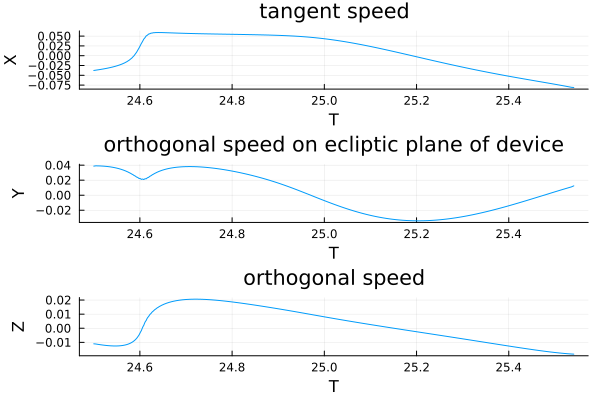 tangent speed
X
0.050
0.025
0.000
−0.025
−0.050
−0.075
24.6 24.8 25.0 25.2 25.4
T
orthogonal speed on ecliptic plane of device
Y
0.04
0.02
0.00
−0.02
24.6 24.8 25.0 25.2 25.4
T
orthogonal speed
Z
0.02
0.01
0.00
−0.01
24.6 24.8 25.0 25.2 25.4
T